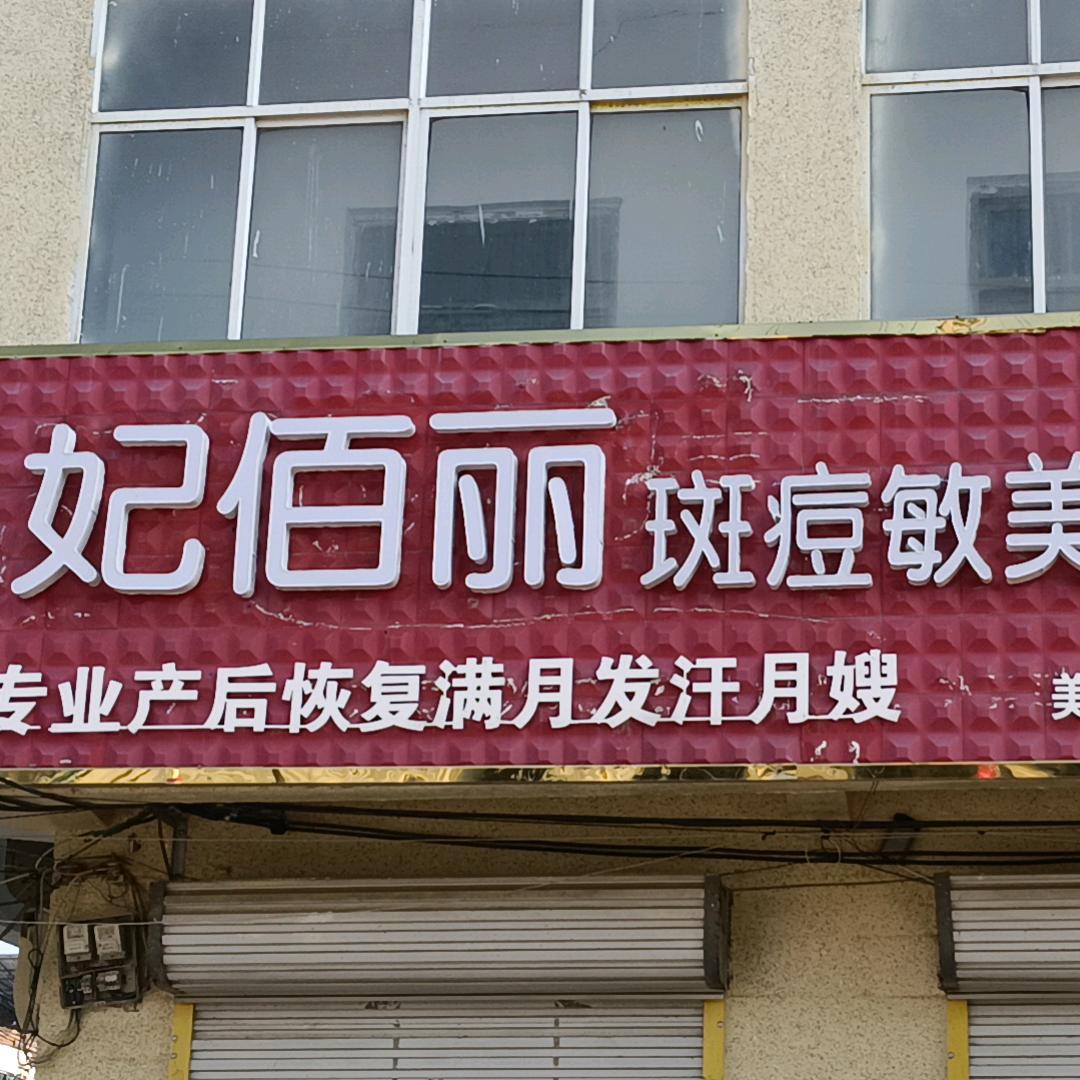 妃佰丽 斑痘敏美
专业产后恢复满月发汗月嫂 美